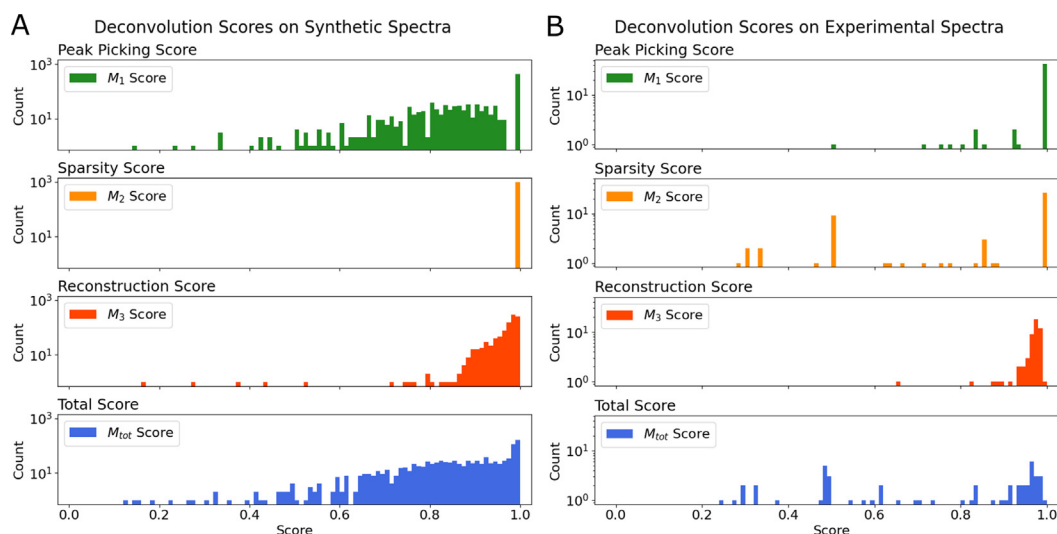 A
Deconvolution Scores on Synthetic Spectra
Peak Picking Score
10³
10¹
Count
M₁ Score
Sparsity Score
10³
10¹
Count
M₂ Score
Reconstruction Score
10³
10¹
Count
M₃ Score
Total Score
10³
10¹
Count
Mtot Score
0.0 0.2 0.4 0.6 0.8 1.0
Score
B
Deconvolution Scores on Experimental Spectra
Peak Picking Score
10¹
10⁰
Count
M₁ Score
Sparsity Score
10¹
10⁰
Count
M₂ Score
Reconstruction Score
10¹
10⁰
Count
M₃ Score
Total Score
10¹
10⁰
Count
Mtot Score
0.0 0.2 0.4 0.6 0.8 1.0
Score